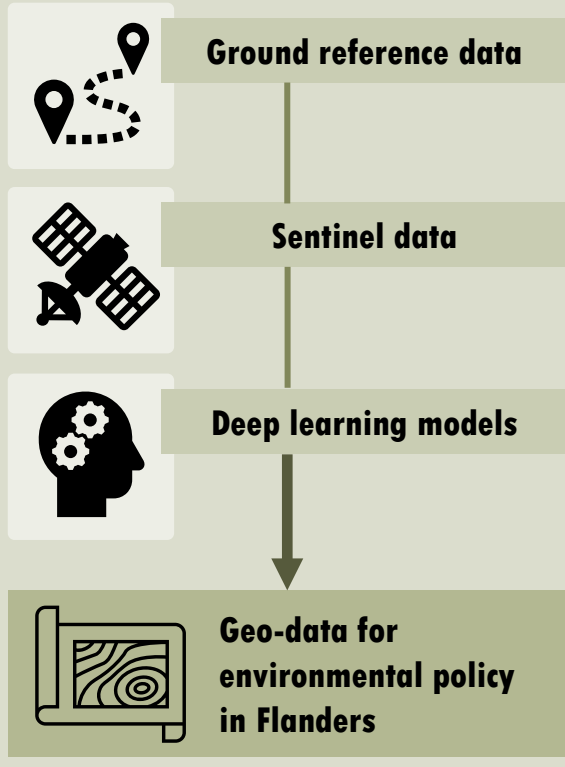 Ground reference data
Sentinel data
Deep learning models
Geo-data for
environmental policy
in Flanders